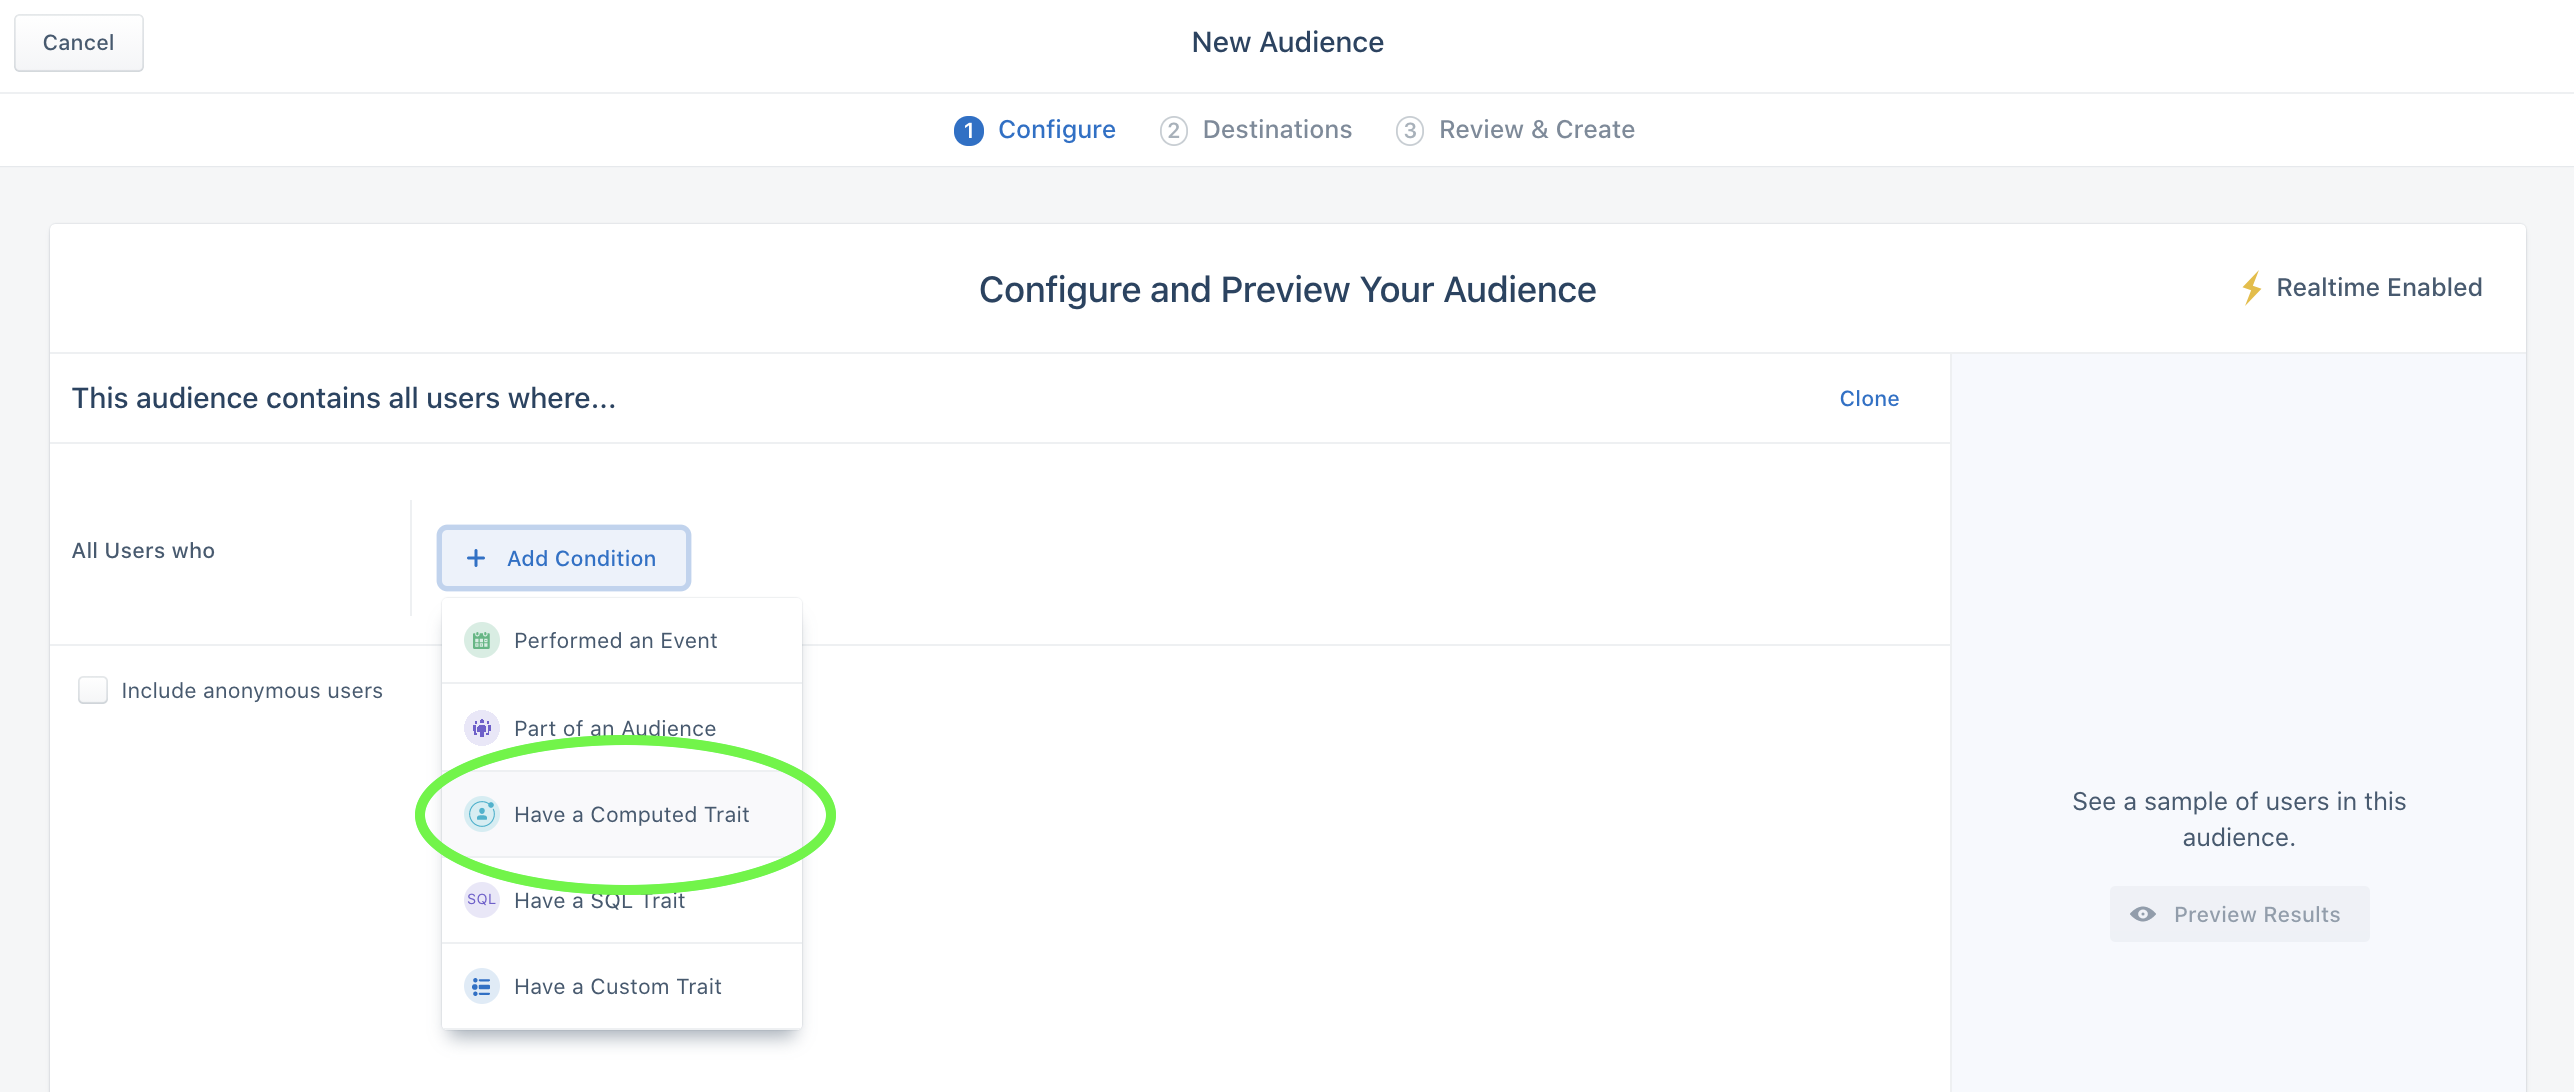 Cancel
New Audience
1 Configure
2 Destinations
3 Review & Create
Configure and Preview Your Audience
Realtime Enabled
This audience contains all users where...
Clone
All Users who
+ Add Condition
Performed an Event
Include anonymous users
Part of an Audience
Have a Computed Trait
SQL Have a SQL Trait
Have a Custom Trait
See a sample of users in this
audience.
Preview Results